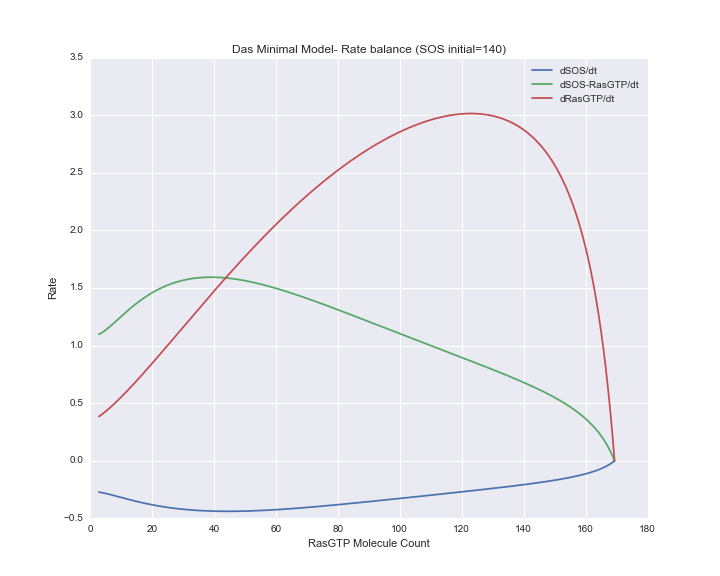 Das Minimal Model- Rate balance (SOS initial=140)
3.5
3.0
2.5
2.0
1.5
1.0
0.5
0.0
−0.5
Rate
dSOS/dt
dSOS-RasGTP/dt
dRasGTP/dt
0 20 40 60 80 100 120 140 160 180
RasGTP Molecule Count